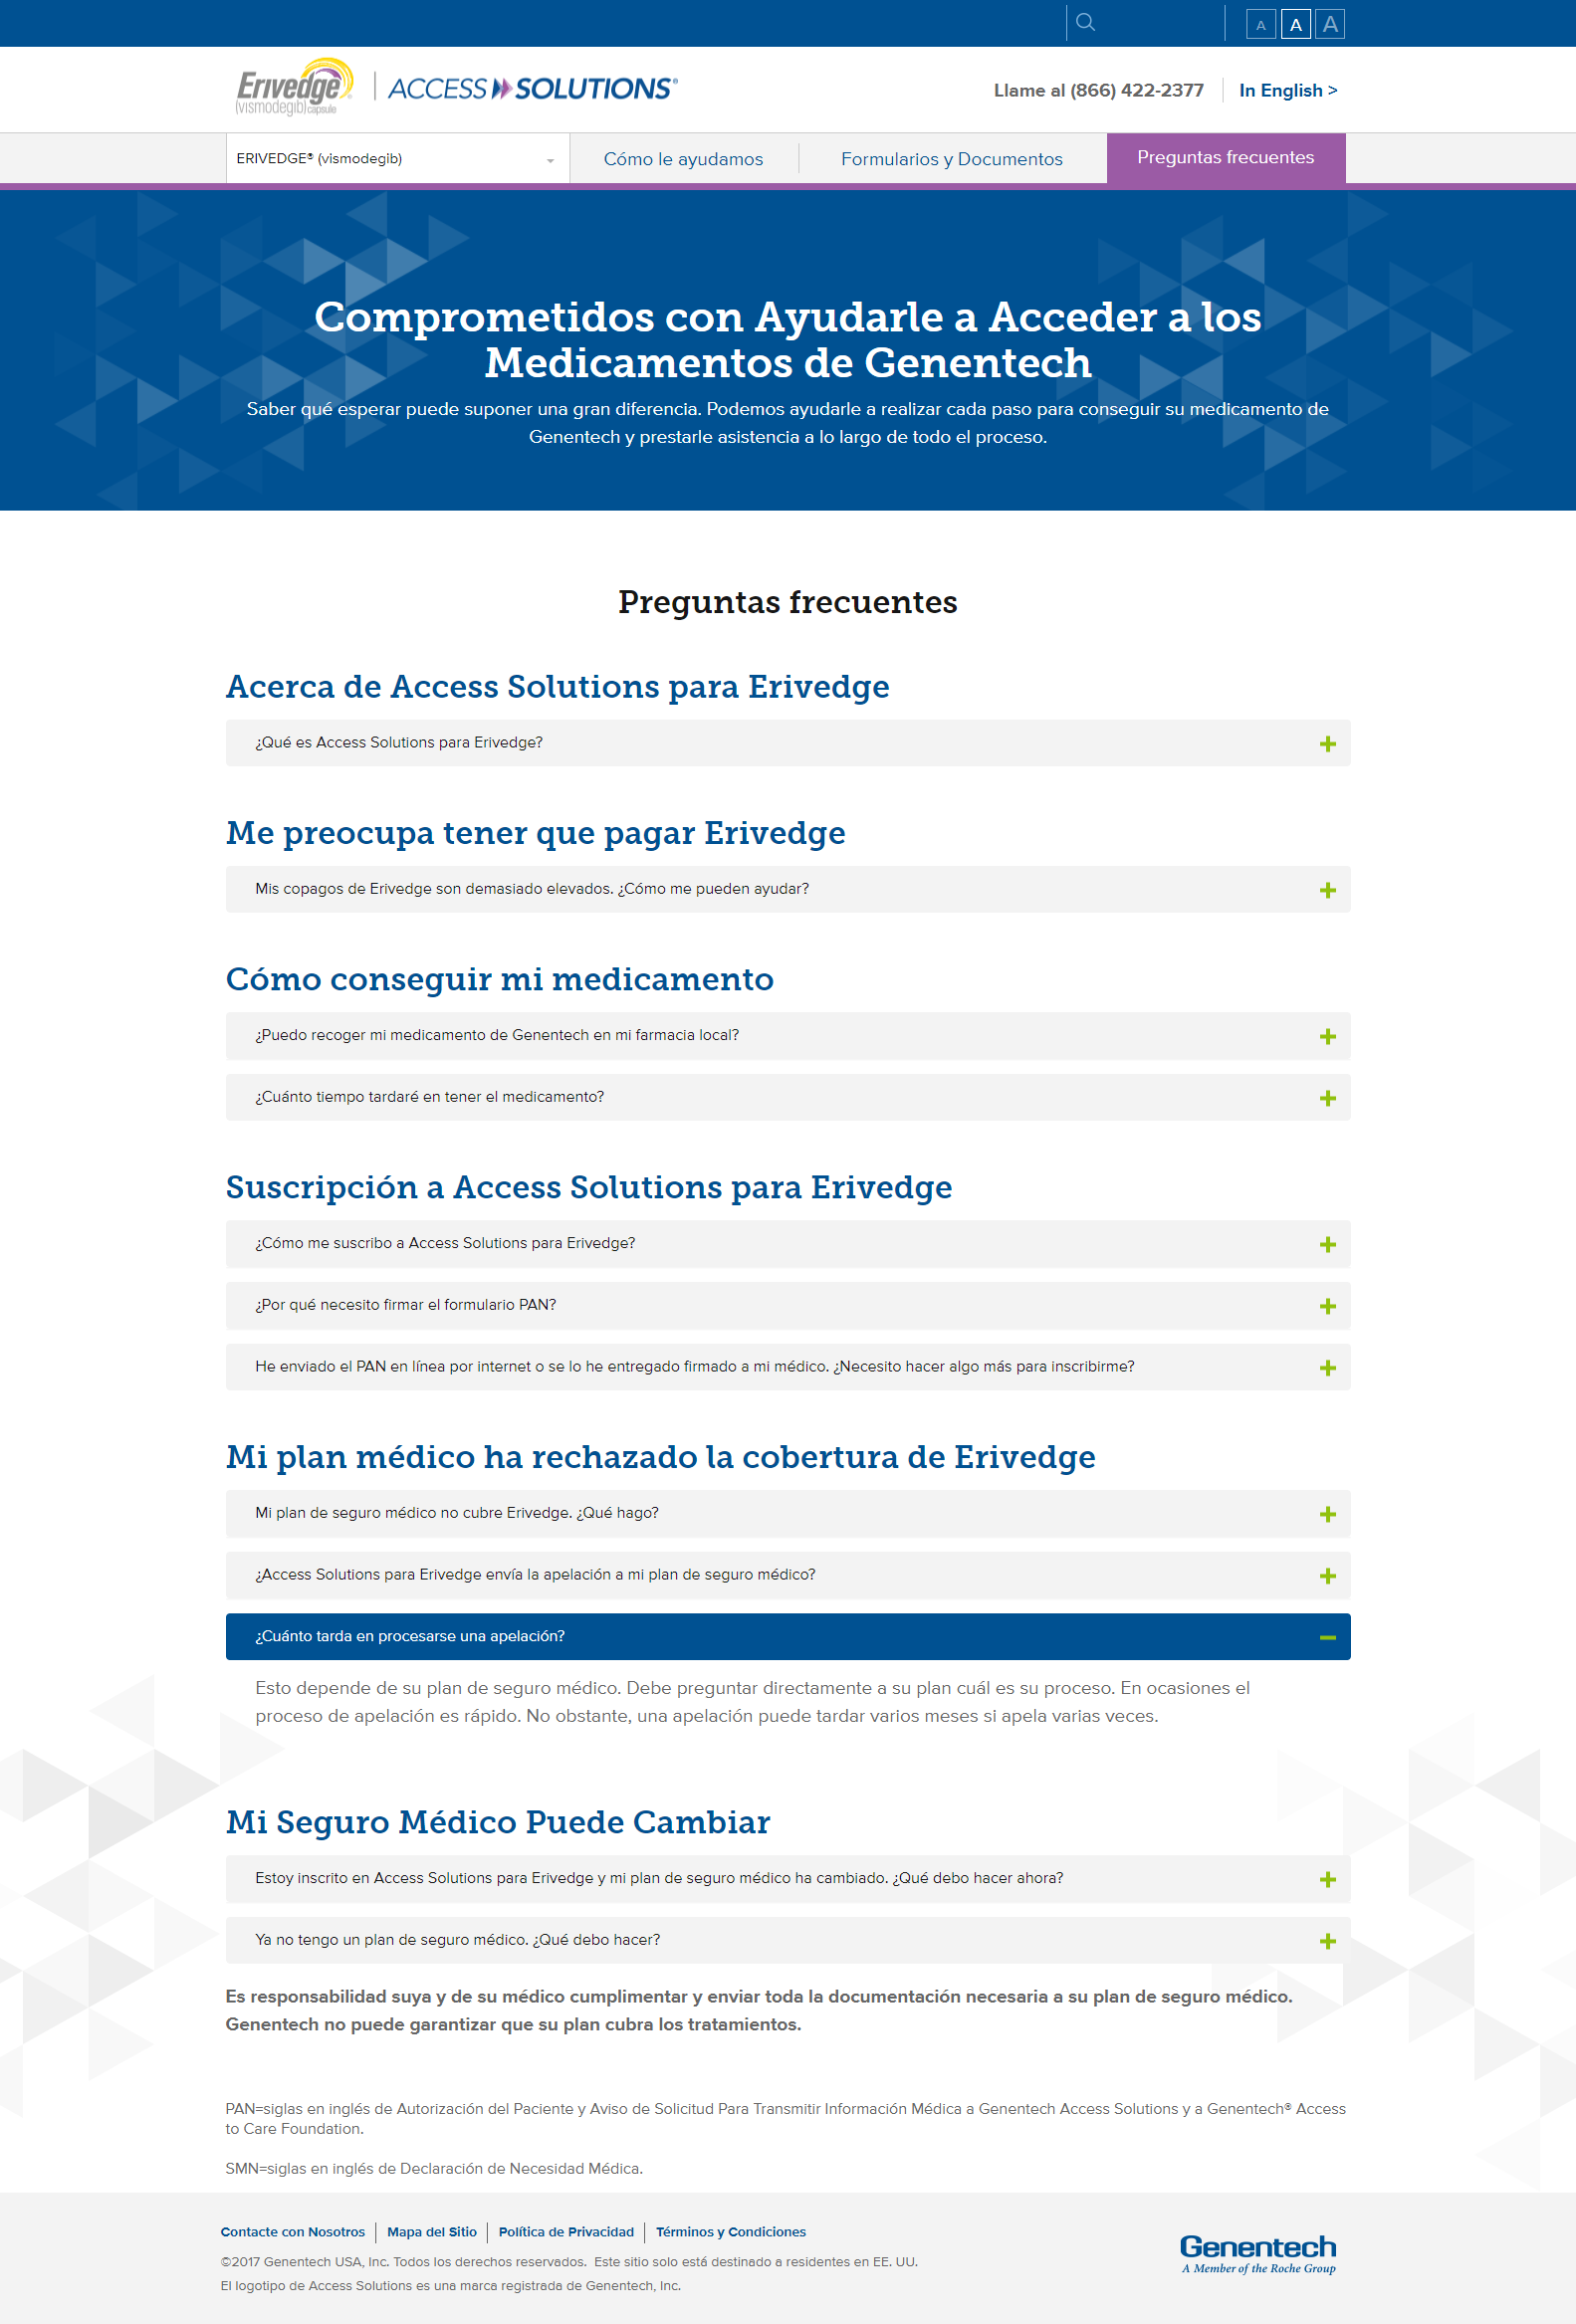 A A A
Erivedge®
(vismodegib) capsule
ACCESS SOLUTIONS®
Llame al (866) 422-2377
In English >
ERIVEDGE® (vismodegib)
Cómo le ayudamos
Formularios y Documentos
Preguntas frecuentes
Comprometidos con Ayudarle a Acceder a los
Medicamentos de Genentech
Saber qué esperar puede suponer una gran diferencia. Podemos ayudarle a realizar cada paso para conseguir su medicamento de
Genentech y prestarle asistencia a lo largo de todo el proceso.
Preguntas frecuentes
Acerca de Access Solutions para Erivedge
¿Qué es Access Solutions para Erivedge?
Me preocupa tener que pagar Erivedge
Mis copagos de Erivedge son demasiado elevados. ¿Cómo me pueden ayudar?
Cómo conseguir mi medicamento
¿Puedo recoger mi medicamento de Genentech en mi farmacia local?
¿Cuánto tiempo tardaré en tener el medicamento?
Suscripción a Access Solutions para Erivedge
¿Cómo me suscribo a Access Solutions para Erivedge?
¿Por qué necesito firmar el formulario PAN?
He enviado el PAN en línea por internet o se lo he entregado firmado a mi médico. ¿Necesito hacer algo más para inscribirme?
Mi plan médico ha rechazado la cobertura de Erivedge
Mi plan de seguro médico no cubre Erivedge. ¿Qué hago?
¿Access Solutions para Erivedge envía la apelación a mi plan de seguro médico?
¿Cuánto tarda en procesarse una apelación?
Esto depende de su plan de seguro médico. Debe preguntar directamente a su plan cuál es su proceso. En ocasiones el
proceso de apelación es rápido. No obstante, una apelación puede tardar varios meses si apela varias veces.
Mi Seguro Médico Puede Cambiar
Estoy inscrito en Access Solutions para Erivedge y mi plan de seguro médico ha cambiado. ¿Qué debo hacer ahora?
Ya no tengo un plan de seguro médico. ¿Qué debo hacer?
Es responsabilidad suya y de su médico cumplimentar y enviar toda la documentación necesaria a su plan de seguro médico.
Genentech no puede garantizar que su plan cubra los tratamientos.
PAN=siglas en inglés de Autorización del Paciente y Aviso de Solicitud Para Transmitir Información Médica a Genentech Access Solutions y a Genentech® Access
to Care Foundation.
SMN=siglas en inglés de Declaración de Necesidad Médica.
Contacte con Nosotros
Mapa del Sitio
Política de Privacidad
Términos y Condiciones
©2017 Genentech USA, Inc. Todos los derechos reservados. Este sitio solo está destinado a residentes en EE. UU.
El logotipo de Access Solutions es una marca registrada de Genentech, Inc.
Genentech
A Member of the Roche Group